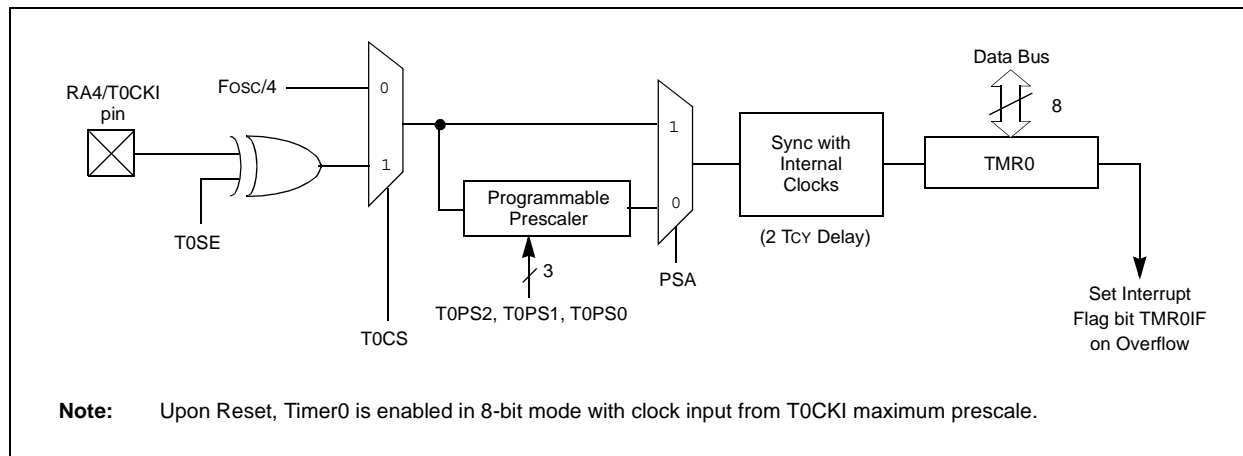 RA4/T0CKI
pin
FOSC/4
0
1
T0SE
T0CS
Programmable
Prescaler
3
T0PS2, T0PS1, T0PS0
1
0
PSA
Sync with
Internal
Clocks
(2 TCY Delay)
Data Bus
8
TMR0
Set Interrupt
Flag bit TMR0IF
on Overflow
Note: Upon Reset, Timer0 is enabled in 8-bit mode with clock input from T0CKI maximum prescale.